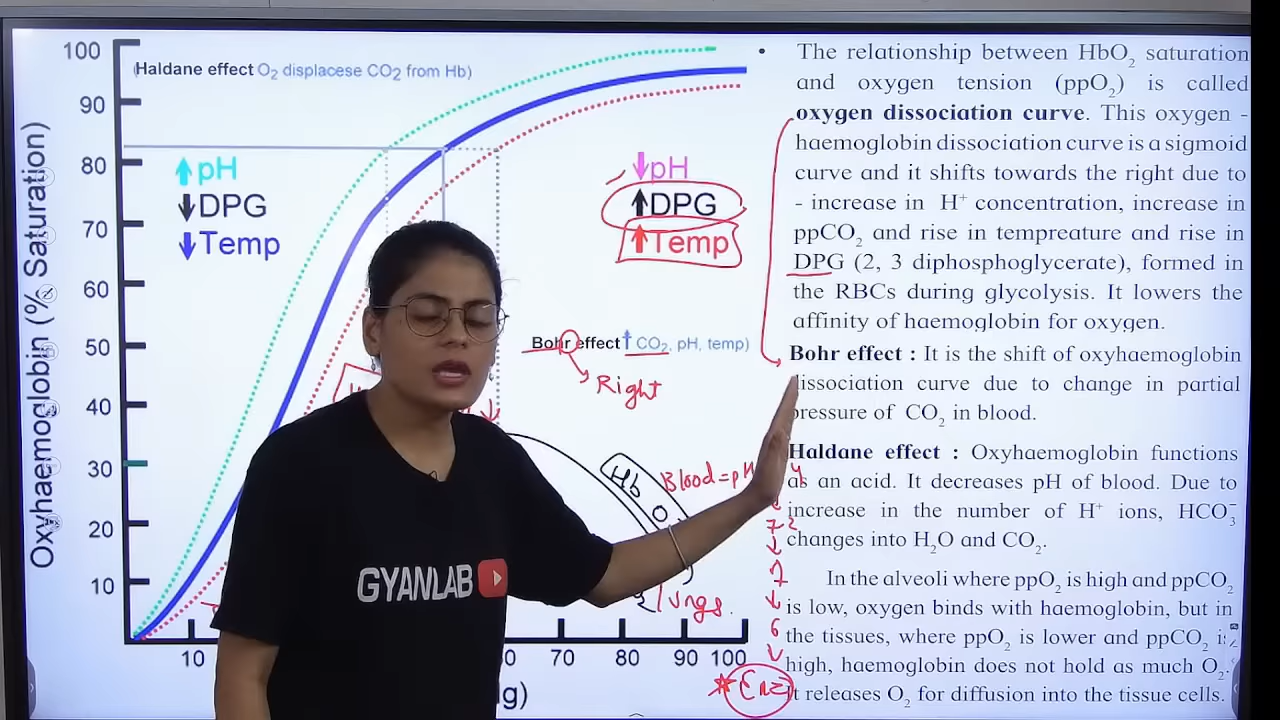 100
90
80
70
60
50
40
30
20
10
Oxyhaemoglobin (% Saturation)
(Haldane effect O₂ displacese CO₂ from Hb)
↑ pH
↓ DPG
↓ Temp
↓ pH
↑ DPG
↑ Temp
Bohr effect ↑ CO₂, pH, temp)
Right
Hb
O
Blood = pH
7
6
Lungs.
10
70
80
90
100
g)
GYANLAB
• The relationship between HbO₂ saturation
and oxygen tension (ppO₂) is called
oxygen dissociation curve. This oxygen -
haemoglobin dissociation curve is a sigmoid
curve and it shifts towards the right due to
- increase in H⁺ concentration, increase in
ppCO₂ and rise in tempreature and rise in
DPG (2, 3 diphosphoglycerate), formed in
the RBCs during glycolysis. It lowers the
affinity of haemoglobin for oxygen.
Bohr effect : It is the shift of oxyhaemoglobin
dissociation curve due to change in partial
pressure of CO₂ in blood.
Haldane effect : Oxyhaemoglobin functions
as an acid. It decreases pH of blood. Due to
increase in the number of H⁺ ions, HCO₃⁻
changes into H₂O and CO₂.
In the alveoli where ppO₂ is high and ppCO₂
is low, oxygen binds with haemoglobin, but in
the tissues, where ppO₂ is lower and ppCO₂ is
high, haemoglobin does not hold as much O₂.
It releases O₂ for diffusion into the tissue cells.